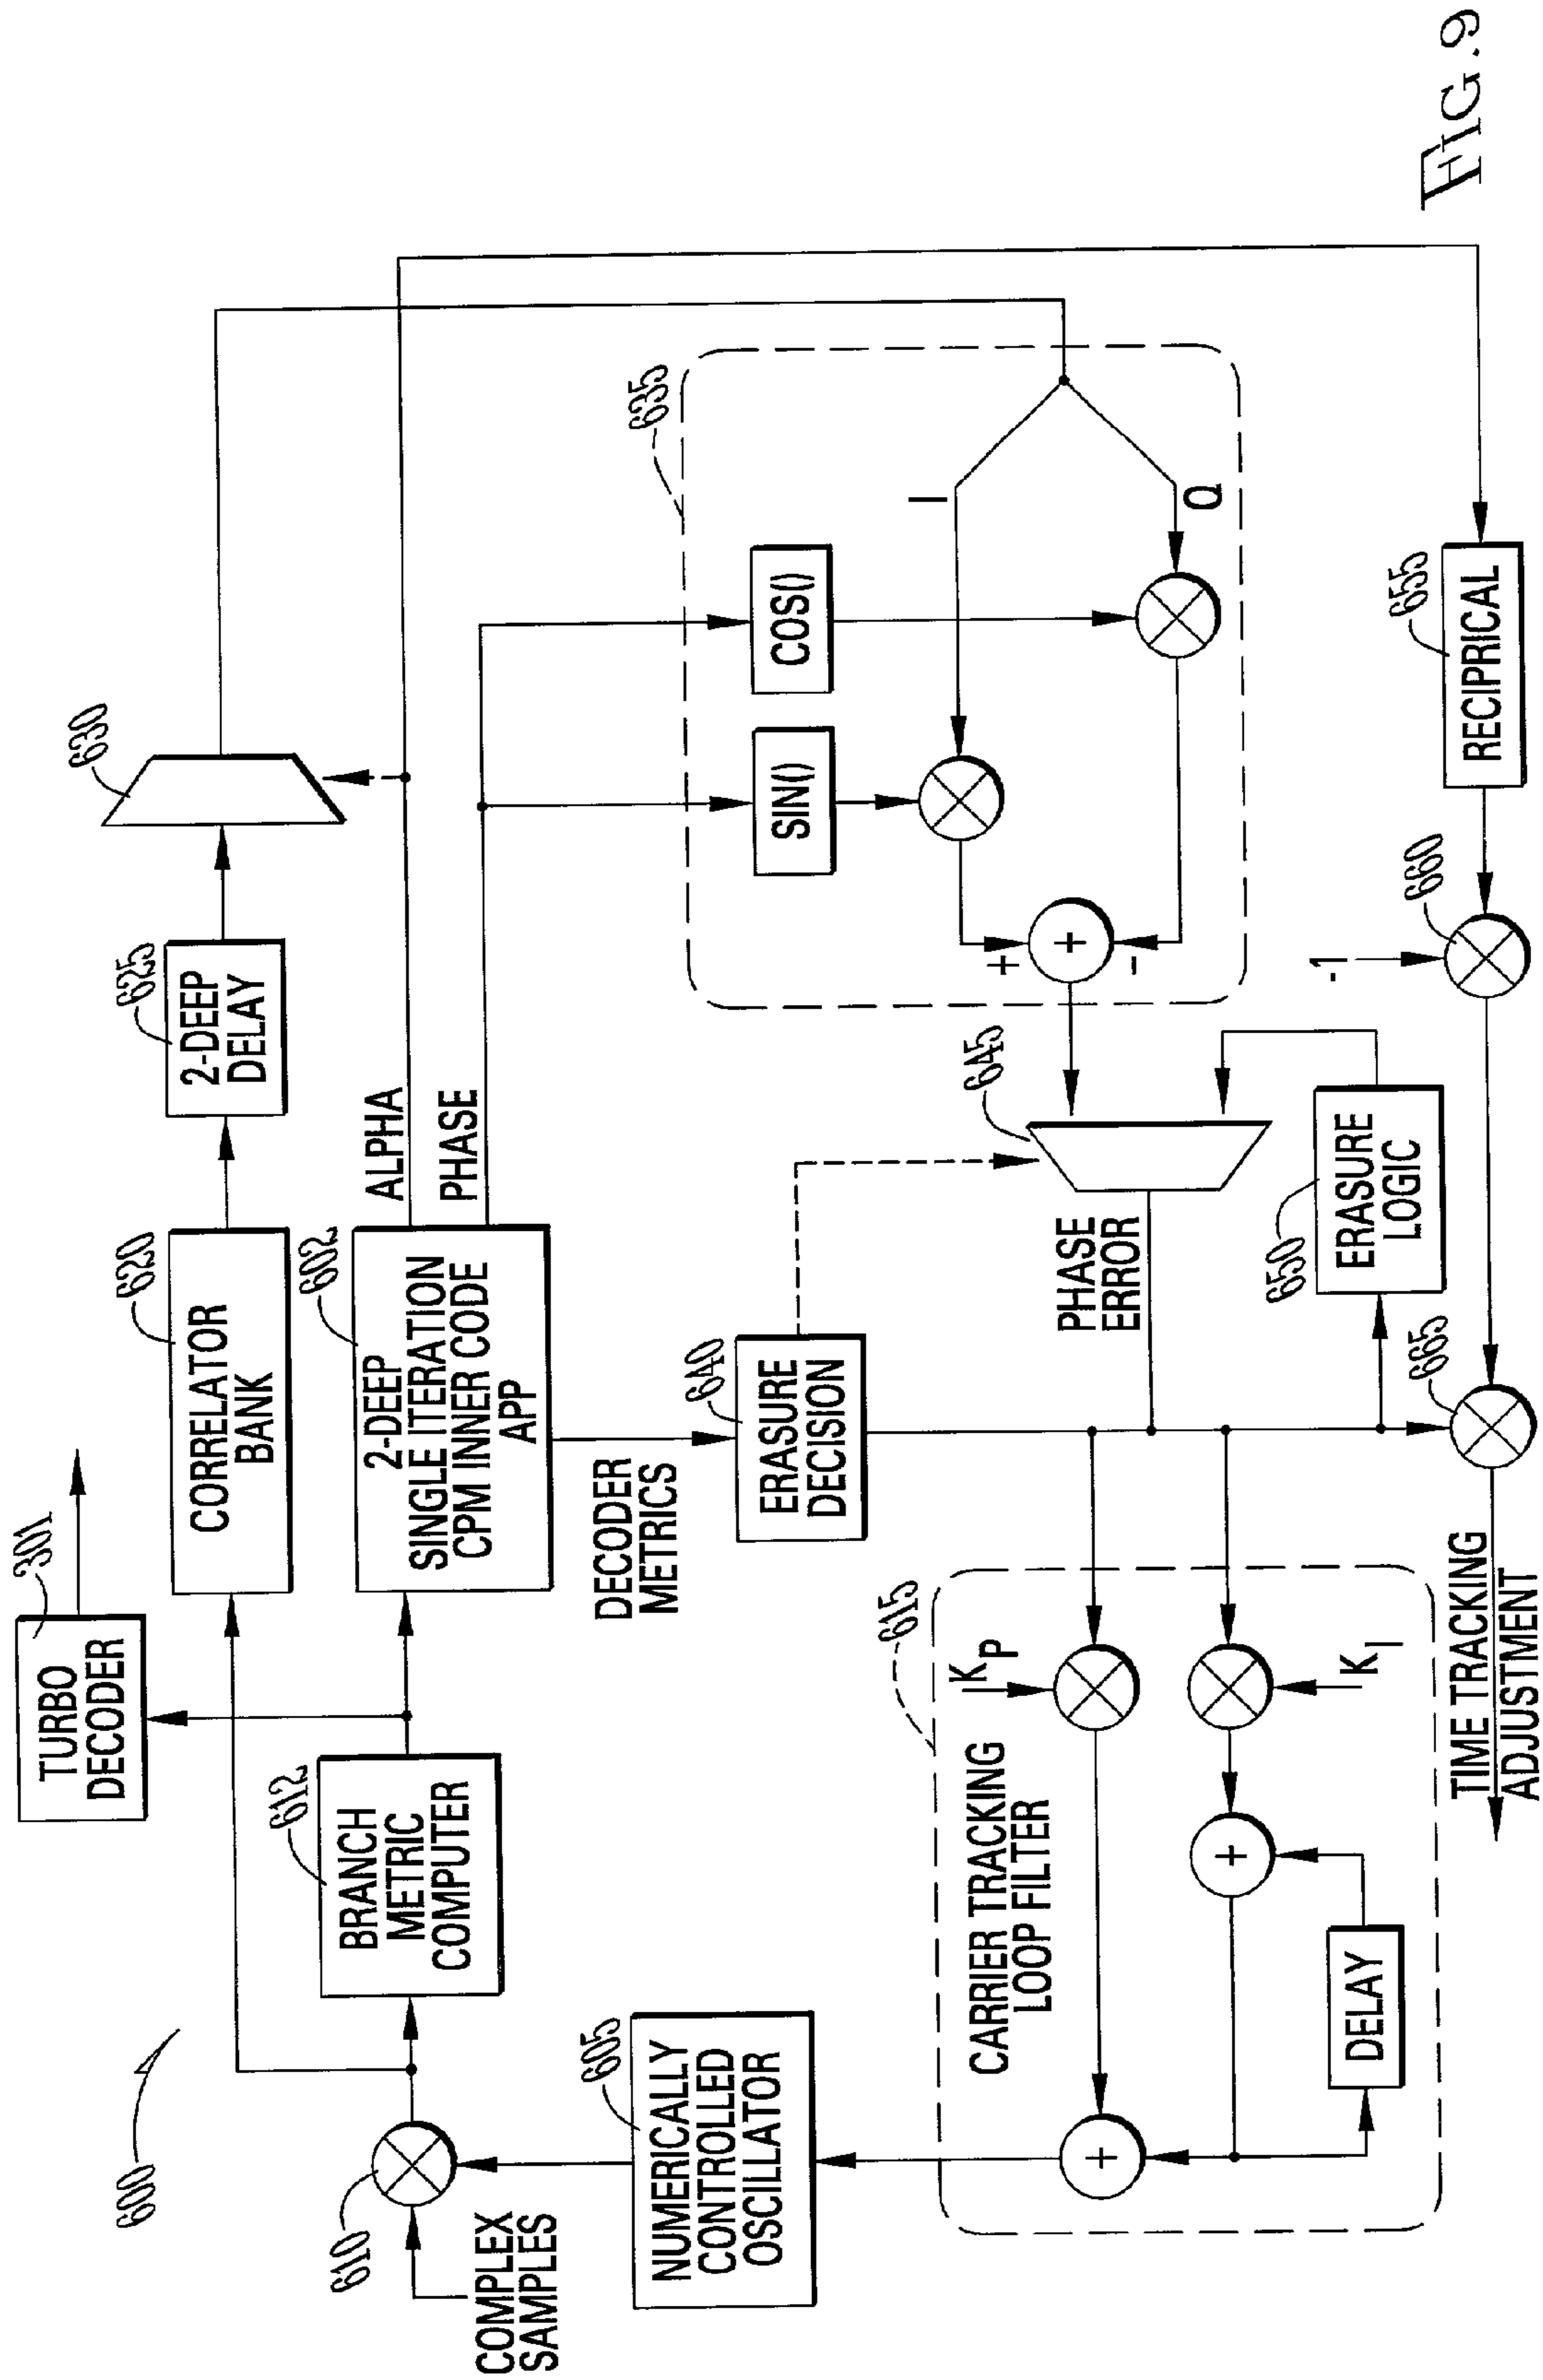 600
301
TURBO
DECODER
620
CORRELATOR
BANK
625
2-DEEP
DELAY
630
612
BRANCH
METRIC
COMPUTER
602
2-DEEP
SINGLE ITERATION
CPM INNER CODE
APP
ALPHA
PHASE
610
COMPLEX
SAMPLES
605
NUMERICALLY
CONTROLLED
OSCILLATOR
DECODER
METRICS
640
ERASURE
DECISION
635
SIN()
COS()
I
Q
+
+
-
645
PHASE
ERROR
650
ERASURE
LOGIC
615
CARRIER TRACKING
LOOP FILTER
KP
KI
+
+
DELAY
TIME TRACKING
ADJUSTMENT
665
-1
660
655
RECIPRICAL
FIG.9